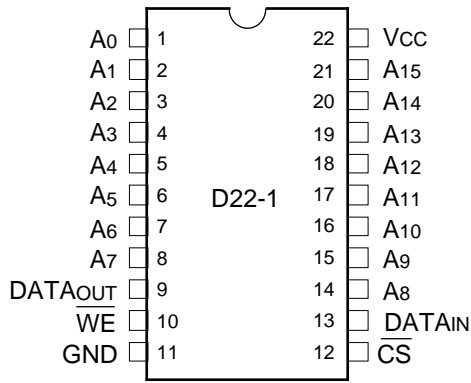 A0 1 22 VCC
A1 2 21 A15
A2 3 20 A14
A3 4 19 A13
A4 5 18 A12
A5 6 D22-1 17 A11
A6 7 16 A10
A7 8 15 A9
DATAOUT 9 14 A8
W̅E̅ 10 13 DATAIN
GND 11 12 C̅S̅